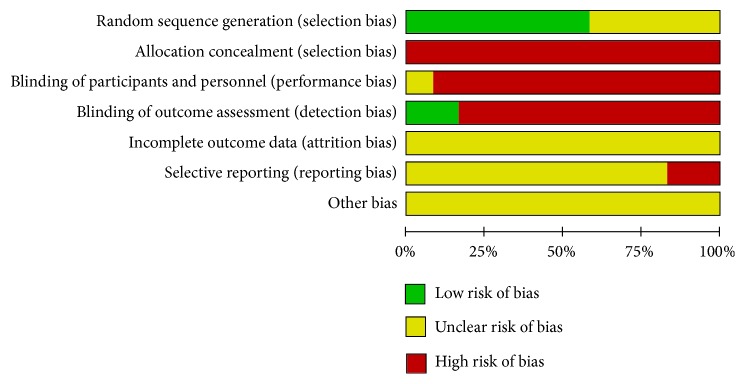 Random sequence generation (selection bias)
Allocation concealment (selection bias)
Blinding of participants and personnel (performance bias)
Blinding of outcome assessment (detection bias)
Incomplete outcome data (attrition bias)
Selective reporting (reporting bias)
Other bias
0% 25% 50% 75% 100%
Low risk of bias
Unclear risk of bias
High risk of bias